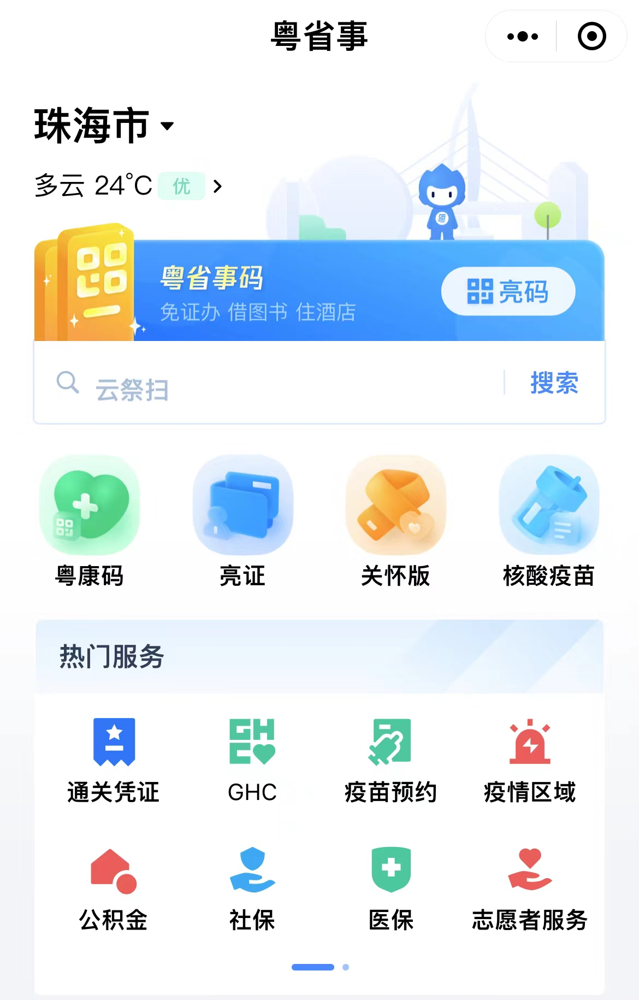 粤省事
珠海市
多云 24°C 优
粤省事码
免证办 借图书 住酒店
亮码
云祭扫
搜索
粤康码 亮证 关怀版 核酸疫苗
热门服务
通关凭证 GHC 疫苗预约 疫情区域
公积金 社保 医保 志愿者服务